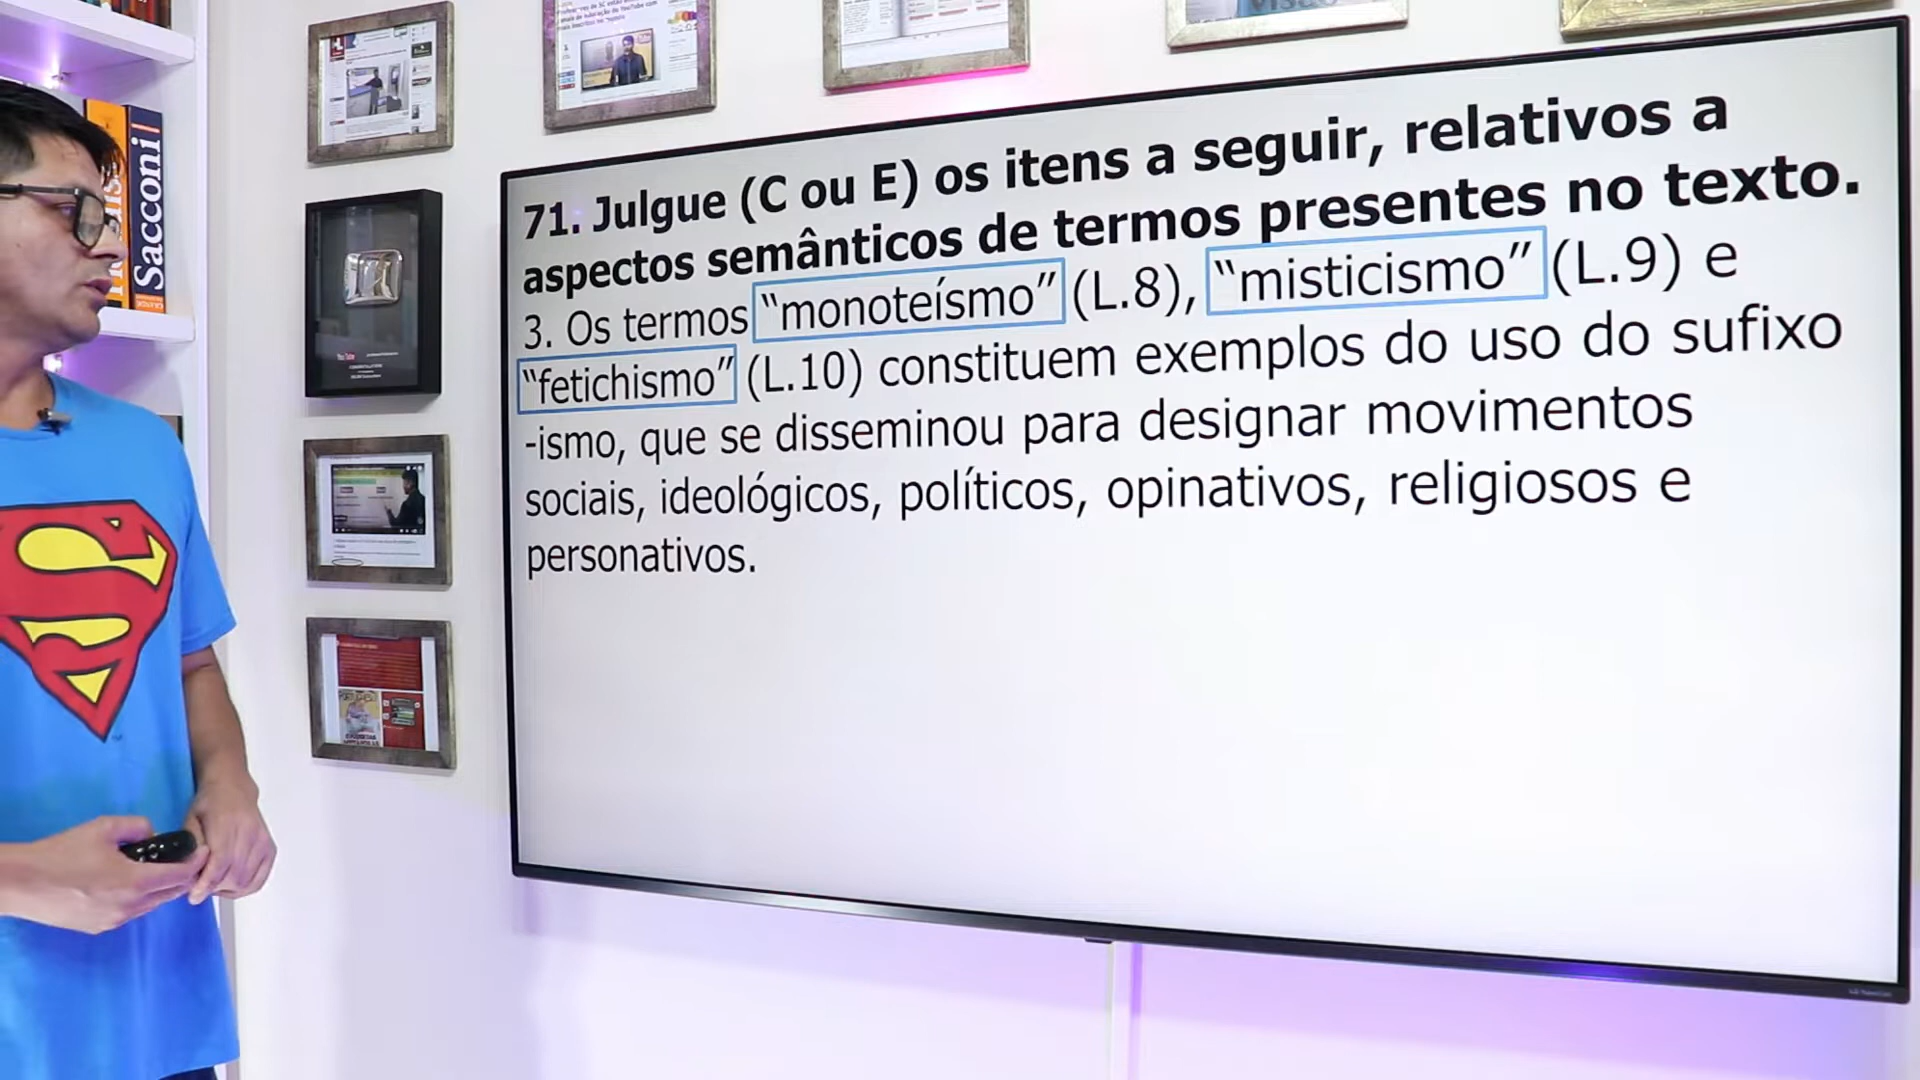 Sacconi
71. Julgue (C ou E) os itens a seguir, relativos a
aspectos semânticos de termos presentes no texto.
3. Os termos “monoteísmo” (L.8), “misticismo” (L.9) e
“fetichismo” (L.10) constituem exemplos do uso do sufixo
-ismo, que se disseminou para designar movimentos
sociais, ideológicos, políticos, opinativos, religiosos e
personativos.